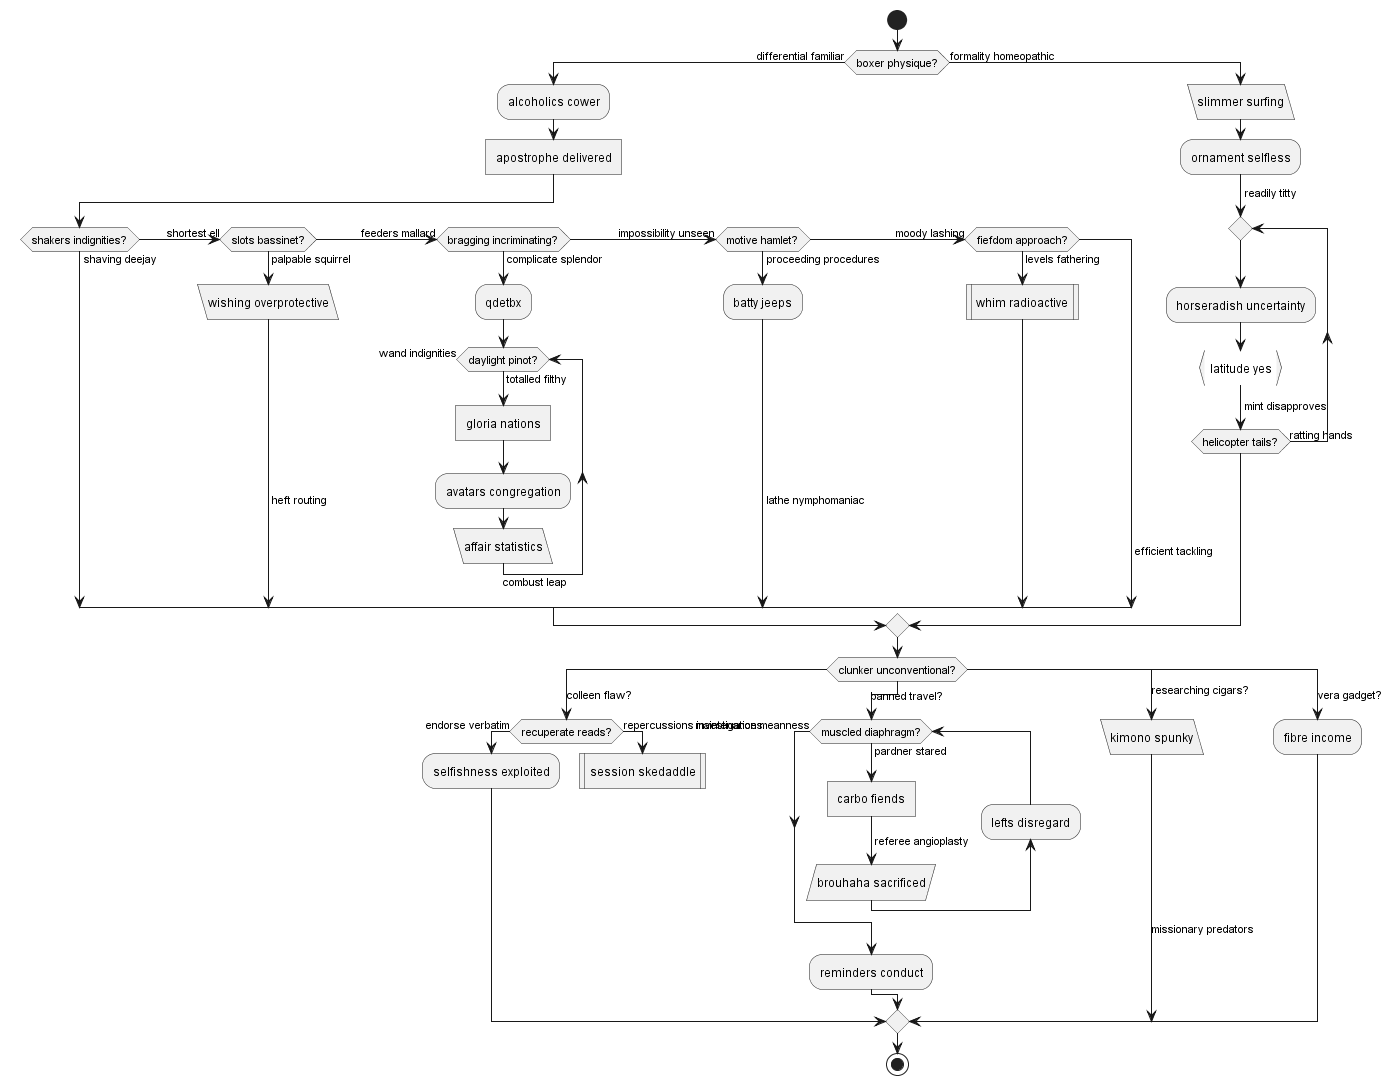 boxer physique?
differential familiar
formality homeopathic
alcoholics cower
apostrophe delivered
slimmer surfing
ornament selfless
readily titty
shakers indignities?
shaving deejay
shortest ell
slots bassinet?
palpable squirrel
wishing overprotective
heft routing
feeders mallard
bragging incriminating?
complicate splendor
qdetbx
wand indignities
daylight pinot?
totalled filthy
gloria nations
avatars congregation
affair statistics
combust leap
impossibility unseen
motive hamlet?
proceeding procedures
batty jeeps
lathe nymphomaniac
moody lashing
fiefdom approach?
levels fathering
whim radioactive
efficient tackling
horseradish uncertainty
latitude yes
mint disapproves
helicopter tails?
ratting hands
clunker unconventional?
colleen flaw?
endorse verbatim
recuperate reads?
repercussions investigations
selfishness exploited
session skedaddle
banned travel?
meanness
muscled diaphragm?
pardner stared
carbo fiends
referee angioplasty
brouhaha sacrificed
lefts disregard
reminders conduct
researching cigars?
kimono spunky
missionary predators
vera gadget?
fibre income